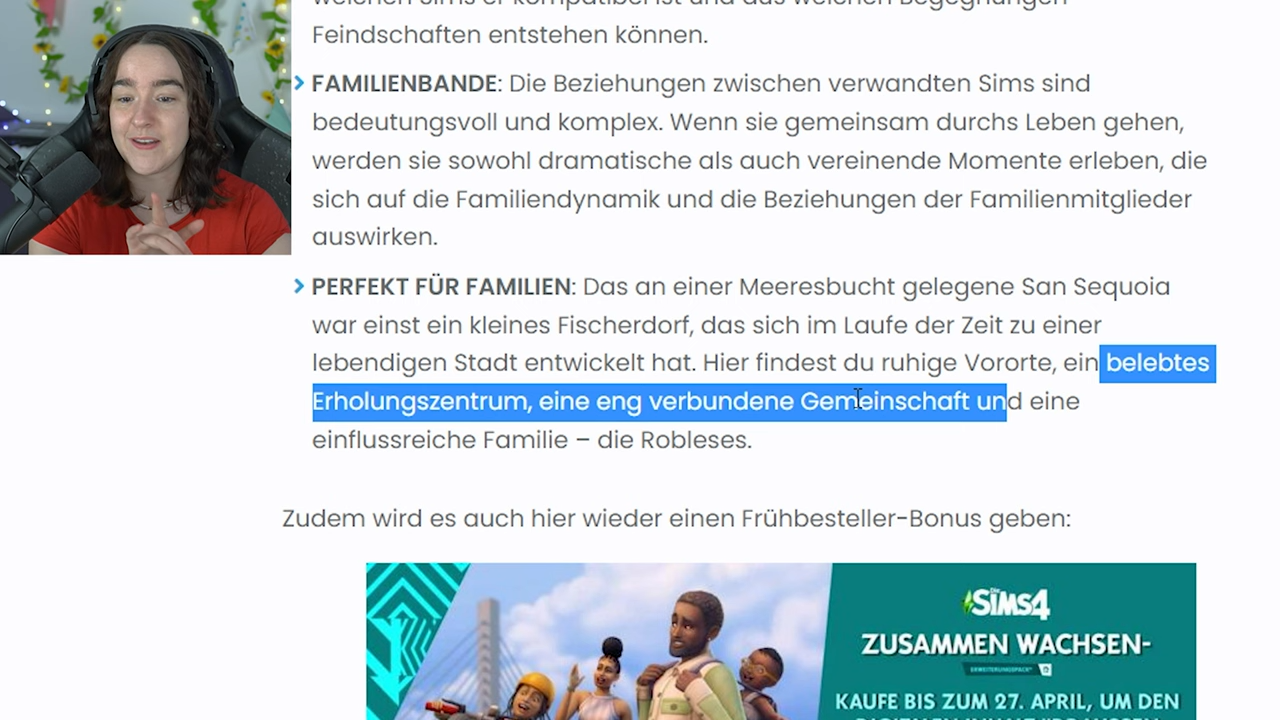 welchen Sims er kompatibel ist und aus welchen Begegnungen
Feindschaften entstehen können.
FAMILIENBANDE: Die Beziehungen zwischen verwandten Sims sind
bedeutungsvoll und komplex. Wenn sie gemeinsam durchs Leben gehen,
werden sie sowohl dramatische als auch vereinende Momente erleben, die
sich auf die Familiendynamik und die Beziehungen der Familienmitglieder
auswirken.
PERFEKT FÜR FAMILIEN: Das an einer Meeresbucht gelegene San Sequoia
war einst ein kleines Fischerdorf, das sich im Laufe der Zeit zu einer
lebendigen Stadt entwickelt hat. Hier findest du ruhige Vororte, ein belebtes
Erholungszentrum, eine eng verbundene Gemeinschaft und eine
einflussreiche Familie – die Robleses.
Zudem wird es auch hier wieder einen Frühbesteller-Bonus geben:
Die SiMS4
ZUSAMMEN WACHSEN-
ERWEITERUNGSPACK
KAUFE BIS ZUM 27. APRIL, UM DEN